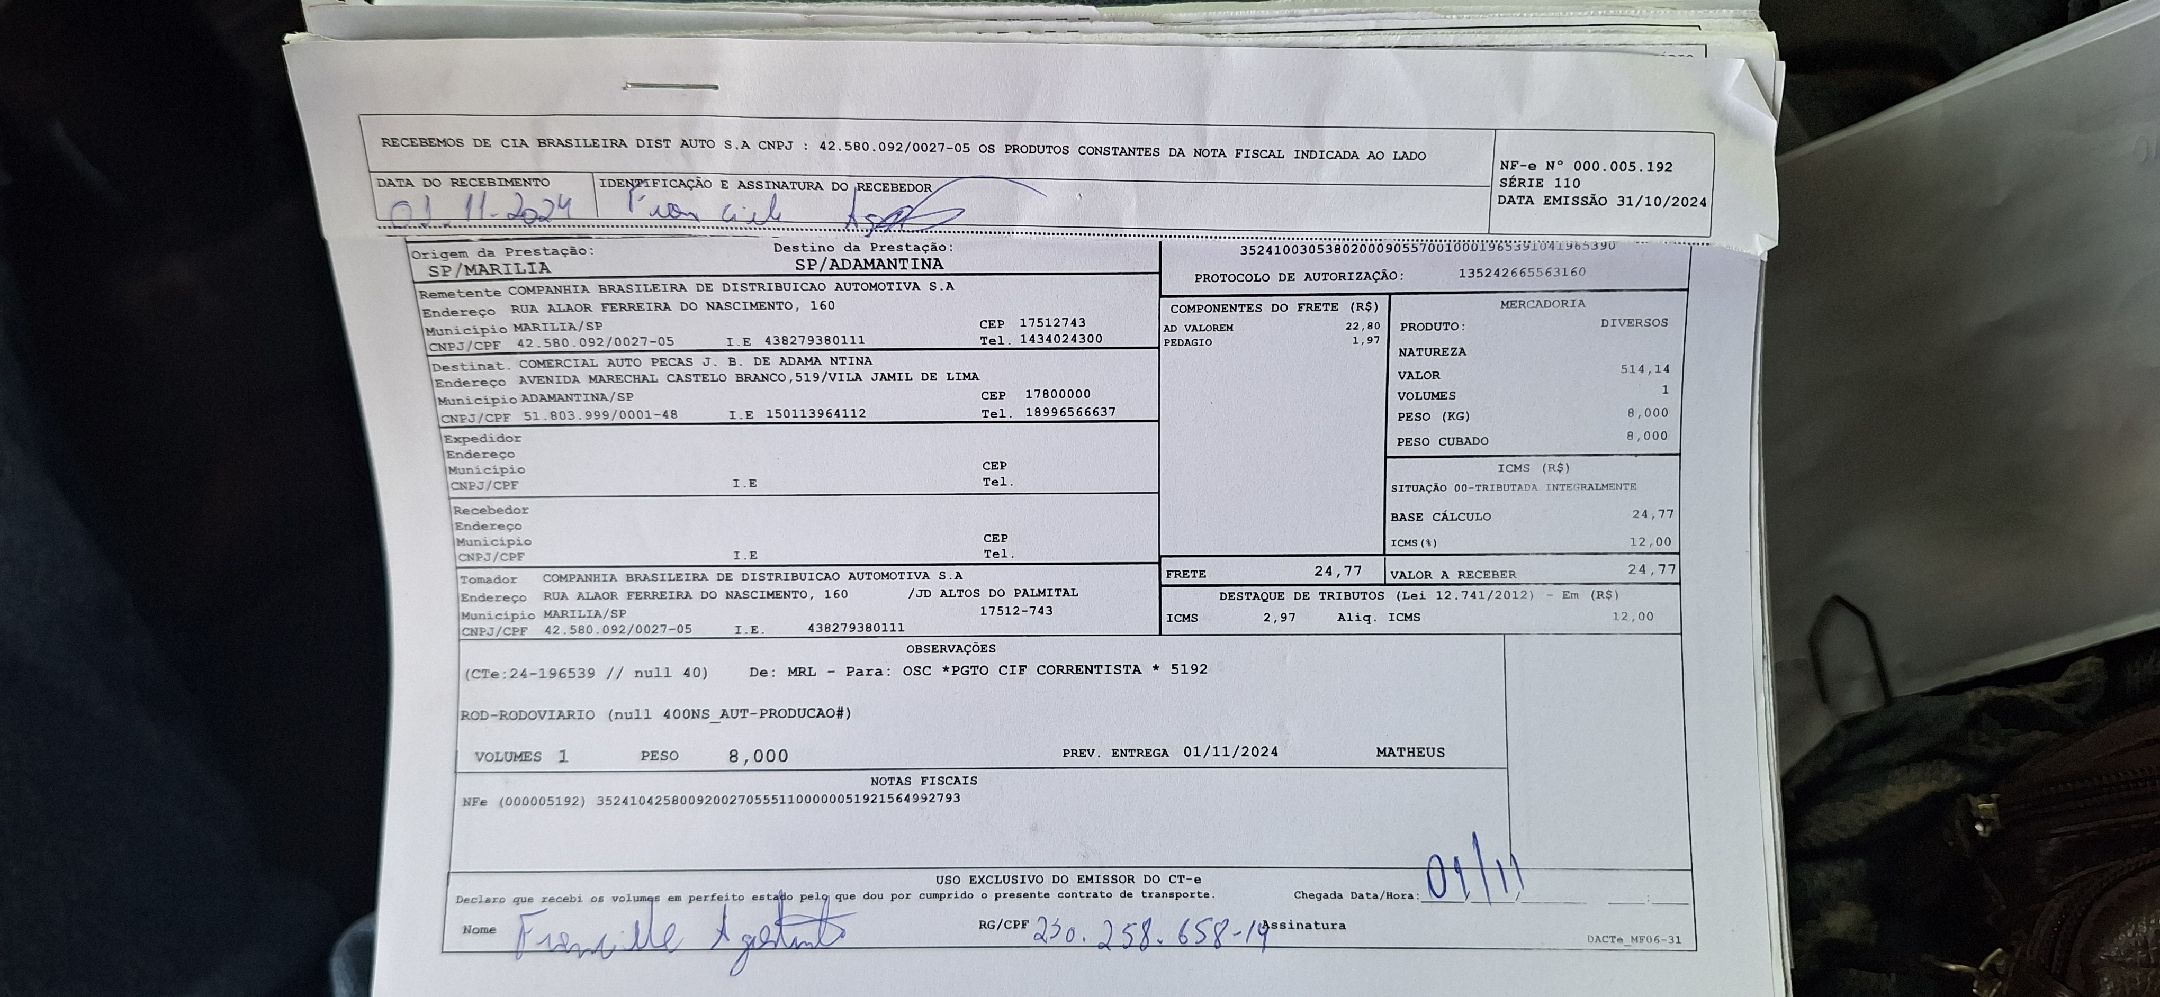 RECEBEMOS DE CIA BRASILEIRA DIST AUTO S.A CNPJ : 42.580.092/0027-05 OS PRODUTOS CONSTANTES DA NOTA FISCAL INDICADA AO LADO
NF-e N° 000.005.192
SÉRIE 110
DATA EMISSÃO 31/10/2024
DATA DO RECEBIMENTO IDENTIFICAÇÃO E ASSINATURA DO RECEBEDOR
01.11.2024
Origem da Prestação: Destino da Prestação:
SP/MARILIA SP/ADAMANTINA
PROTOCOLO DE AUTORIZAÇÃO: 135242665563160
Remetente COMPANHIA BRASILEIRA DE DISTRIBUICAO AUTOMOTIVA S.A
Endereço RUA ALAOR FERREIRA DO NASCIMENTO, 160
Município MARILIA/SP CEP 17512743
CNPJ/CPF 42.580.092/0027-05 I.E 438279380111 Tel. 1434024300
Destinat. COMERCIAL AUTO PECAS J. B. DE ADAMA NTINA
Endereço AVENIDA MARECHAL CASTELO BRANCO,519/VILA JAMIL DE LIMA
Município ADAMANTINA/SP CEP 17800000
CNPJ/CPF 51.803.999/0001-48 I.E 150113964112 Tel. 18996566637
Expedidor
Endereço
Município CEP
CNPJ/CPF I.E Tel.
Recebedor
Endereço
Município CEP
CNPJ/CPF I.E Tel.
Tomador COMPANHIA BRASILEIRA DE DISTRIBUICAO AUTOMOTIVA S.A
Endereço RUA ALAOR FERREIRA DO NASCIMENTO, 160 /JD ALTOS DO PALMITAL
Município MARILIA/SP 17512-743
CNPJ/CPF 42.580.092/0027-05 I.E. 438279380111
COMPONENTES DO FRETE (R$)
AD VALOREM 22,80
PEDAGIO 1,97
MERCADORIA
PRODUTO: DIVERSOS
NATUREZA
VALOR 514,14
VOLUMES 1
PESO (KG) 8,000
PESO CUBADO 8,000
ICMS (R$)
SITUAÇÃO 00-TRIBUTADA INTEGRALMENTE
BASE CÁLCULO 24,77
ICMS(%) 12,00
FRETE 24,77 VALOR A RECEBER 24,77
DESTAQUE DE TRIBUTOS (Lei 12.741/2012) - Em (R$)
ICMS 2,97 Aliq. ICMS 12,00
OBSERVAÇÕES
(CTe:24-196539 // null 40) De: MRL - Para: OSC *PGTO CIF CORRENTISTA * 5192
ROD-RODOVIARIO (null 400NS_AUT-PRODUCAO#)
VOLUMES 1 PESO 8,000 PREV. ENTREGA 01/11/2024 MATHEUS
NOTAS FISCAIS
NFe (000005192) 35241042580092002705551100000051921564992793
USO EXCLUSIVO DO EMISSOR DO CT-e
Declaro que recebi os volumes em perfeito estado pelo que dou por cumprido o presente contrato de transporte. Chegada Data/Hora: 01/11
Nome RG/CPF 230.258.658-19 Assinatura
DACTe_MF06-31